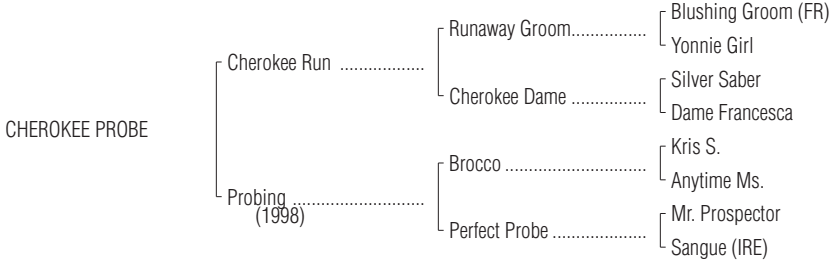 Blushing Groom (FR)
Runaway Groom................
Yonnie Girl
Cherokee Run ..................
Silver Saber
Cherokee Dame ................
Dame Francesca
CHEROKEE PROBE
Kris S.
Brocco ..............................
Anytime Ms.
Probing ............................
(1998)
Mr. Prospector
Perfect Probe ....................
Sangue (IRE)